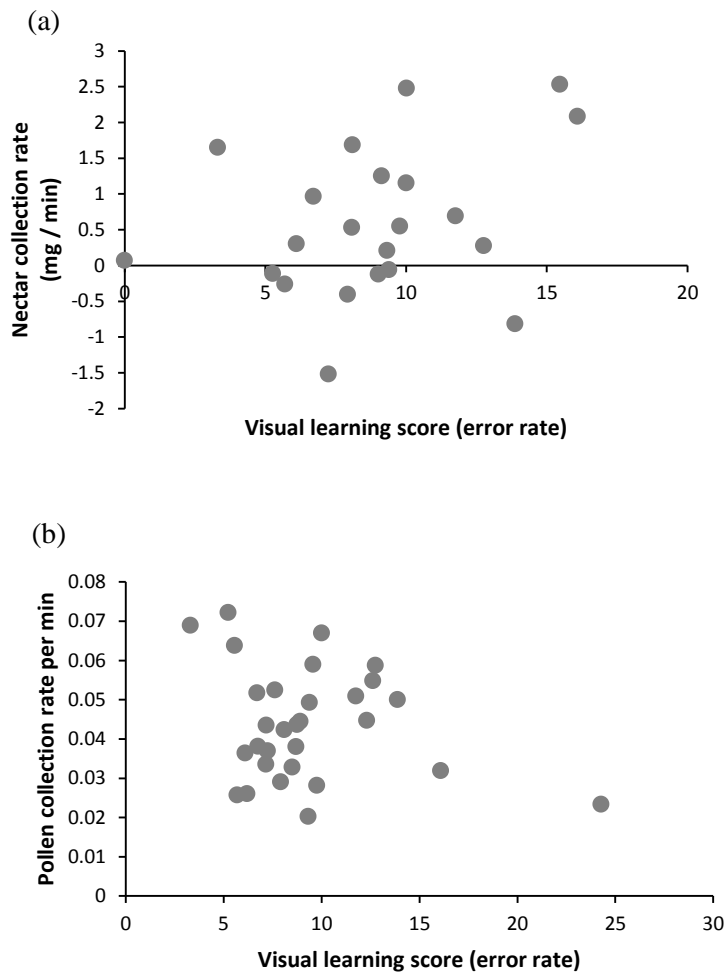 (a)
Nectar collection rate
(mg / min)
3
2.5
2
1.5
1
0.5
0
-0.5
-1
-1.5
-2
0 5 10 15 20
Visual learning score (error rate)
(b)
Pollen collection rate per min
0.08
0.07
0.06
0.05
0.04
0.03
0.02
0.01
0
0 5 10 15 20 25 30
Visual learning score (error rate)